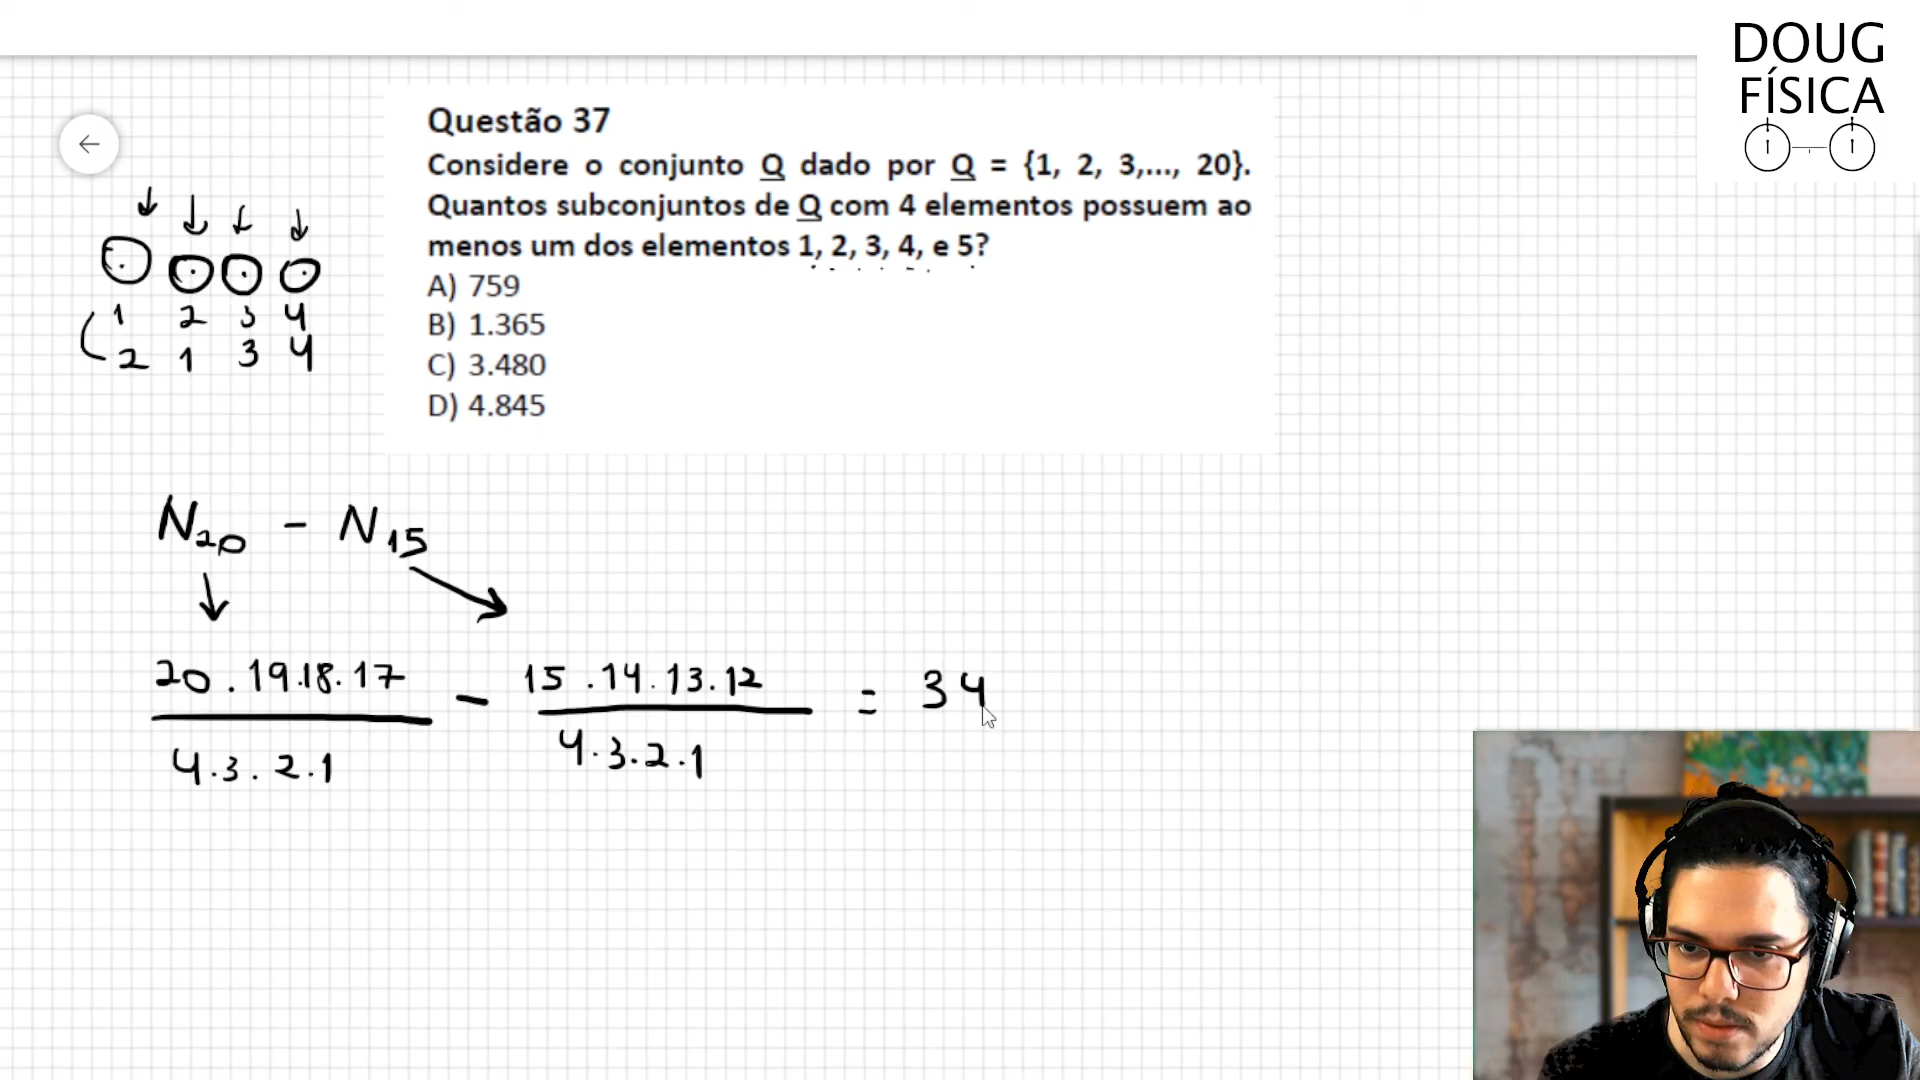 DOUG
FÍSICA
Questão 37
Considere o conjunto Q dado por Q = {1, 2, 3,..., 20}.
Quantos subconjuntos de Q com 4 elementos possuem ao
menos um dos elementos 1, 2, 3, 4, e 5?
A) 759
B) 1.365
C) 3.480
D) 4.845
1 2 3 4
2 1 3 4
N20 - N15
20.19.18.17 - 15.14.13.12 = 34
4.3.2.1 4.3.2.1